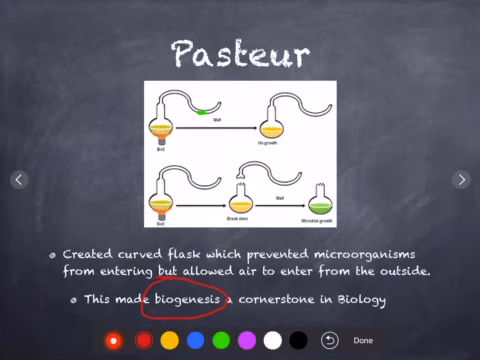 Pasteur
Wait
Boil
No growth
Boil
Break stem
Wait
Microbial growth
Created curved flask which prevented microorganisms
from entering but allowed air to enter from the outside.
This made biogenesis a cornerstone in Biology
Done